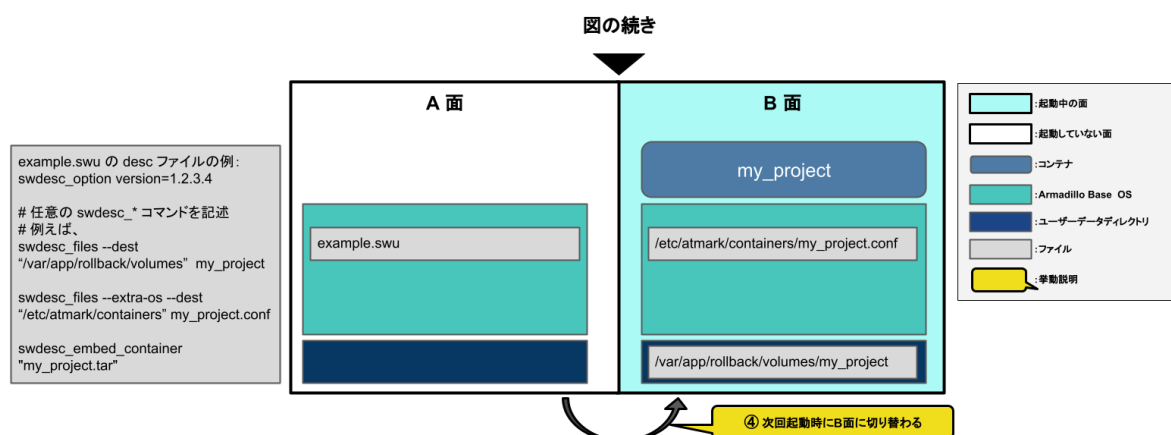 図の続き
A 面
B 面
example.swu の desc ファイルの例:
swdesc_option version=1.2.3.4
# 任意の swdesc_* コマンドを記述
# 例えば、
swdesc_files --dest
“/var/app/rollback/volumes” my_project
swdesc_files --extra-os --dest
“/etc/atmark/containers” my_project.conf
swdesc_embed_container
"my_project.tar"
example.swu
my_project
/etc/atmark/containers/my_project.conf
/var/app/rollback/volumes/my_project
④ 次回起動時にB面に切り替わる
:起動中の面
:起動していない面
:コンテナ
:Armadillo Base OS
:ユーザーデータディレクトリ
:ファイル
:挙動説明